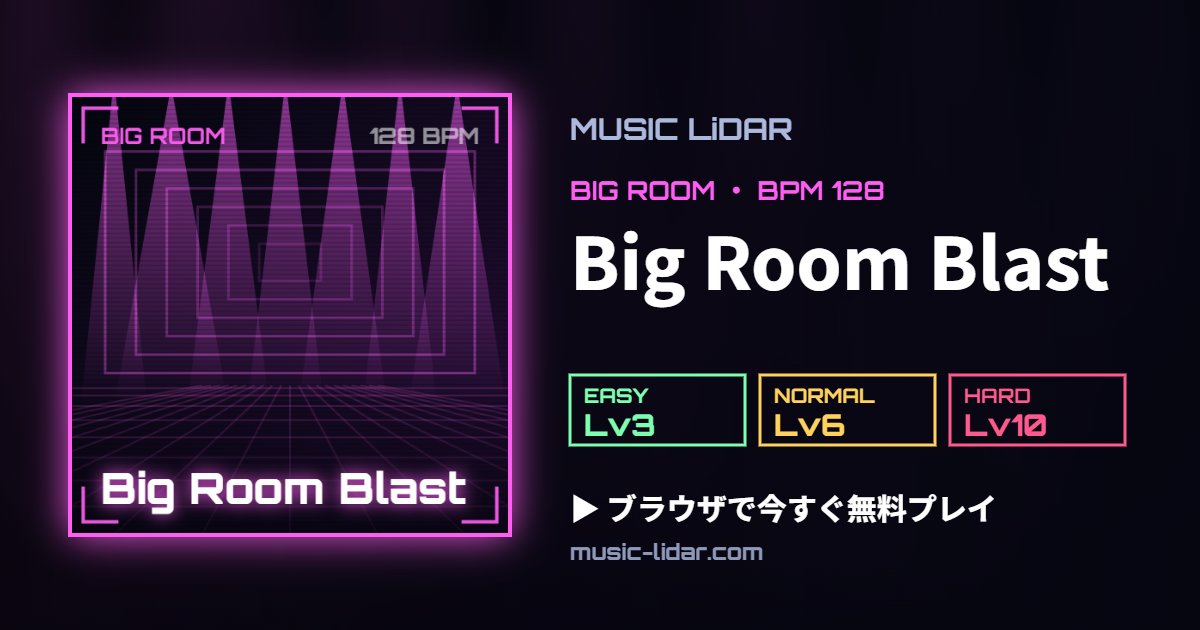 BIG ROOM
128 BPM
Big Room Blast
MUSIC LiDAR
BIG ROOM • BPM 128
Big Room Blast
EASY
Lv3
NORMAL
Lv6
HARD
Lv10
▶ ブラウザで今すぐ無料プレイ
music-lidar.com